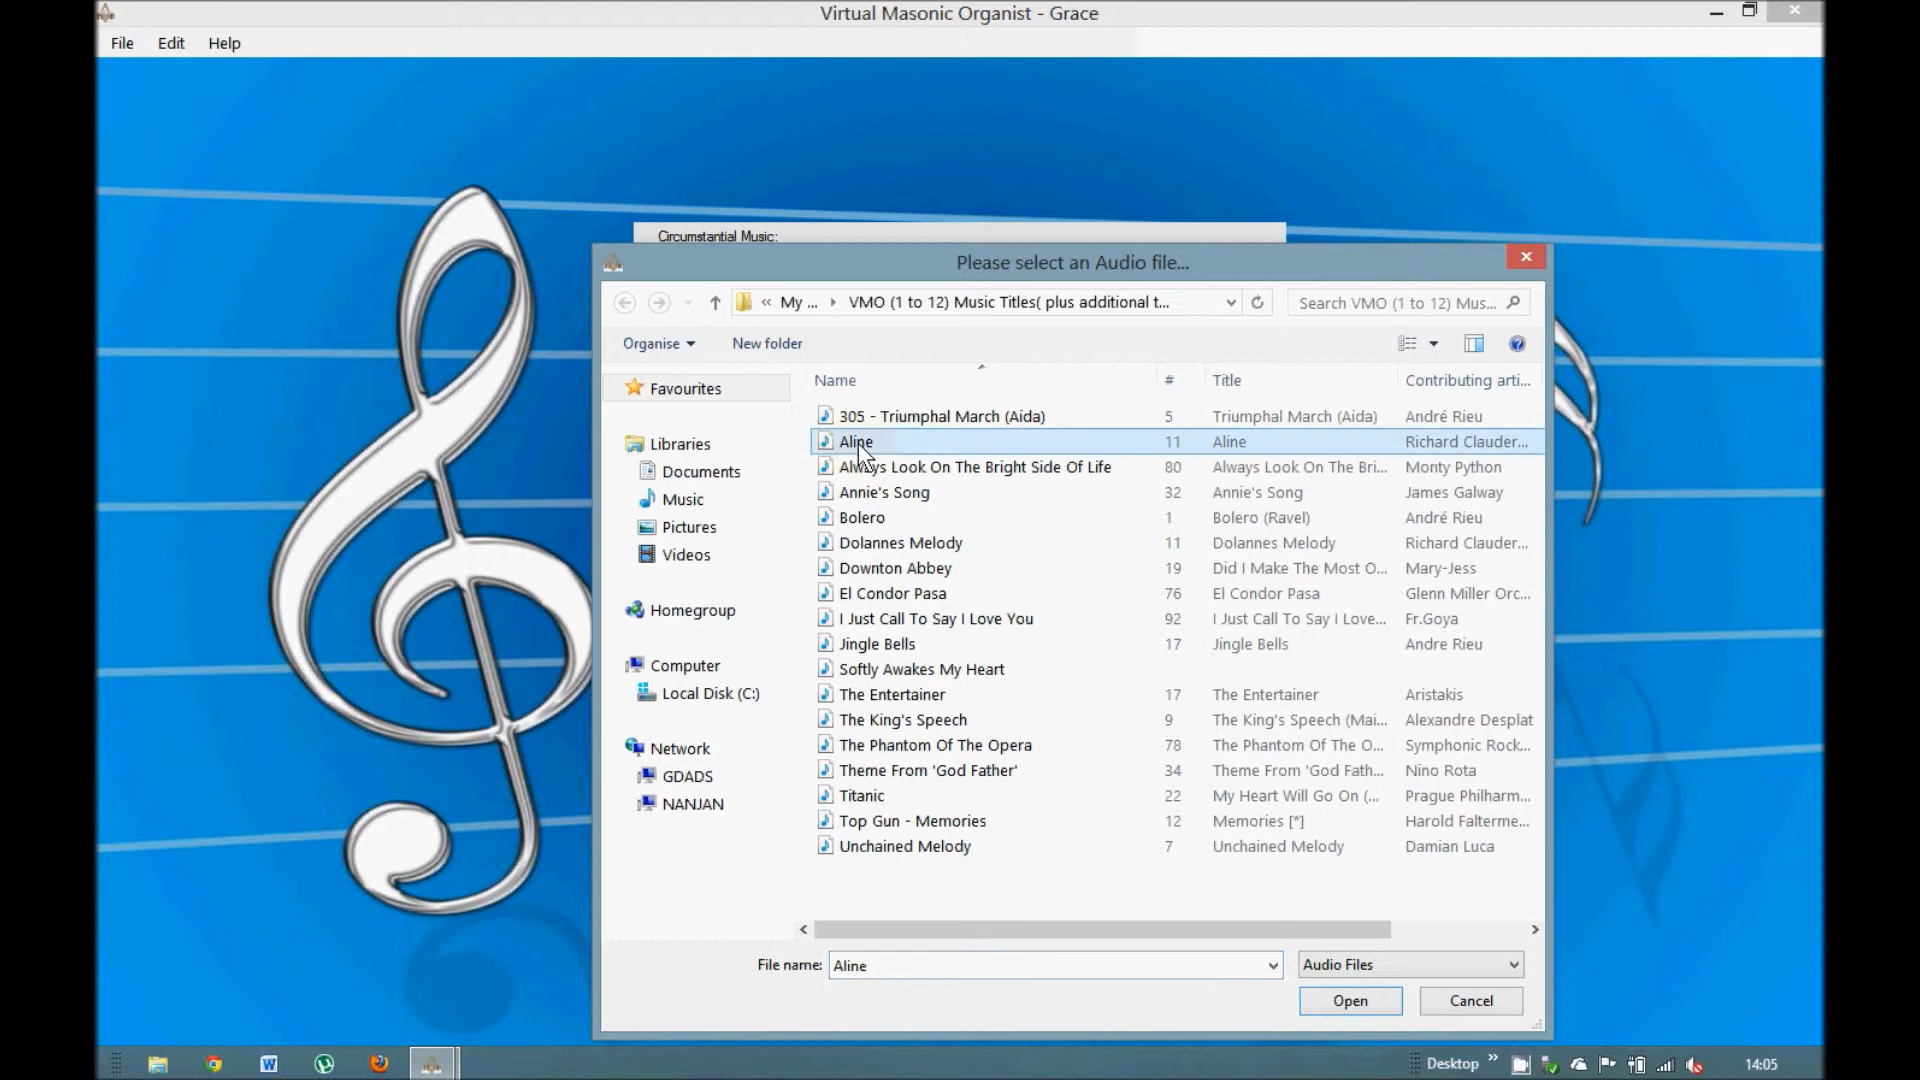 Virtual Masonic Organist - Grace
File Edit Help
Circumstantial Music:
Please select an Audio file...
« My ... VMO (1 to 12) Music Titles( plus additional t... Search VMO (1 to 12) Mus...
Organise New folder
Favourites
Libraries
Documents
Music
Pictures
Videos
Homegroup
Computer
Local Disk (C:)
Network
GDADS
NANJAN
Name # Title Contributing arti...
305 - Triumphal March (Aida) 5 Triumphal March (Aida) André Rieu
Aline 11 Aline Richard Clauder...
Always Look On The Bright Side Of Life 80 Always Look On The Bri... Monty Python
Annie's Song 32 Annie's Song James Galway
Bolero 1 Bolero (Ravel) André Rieu
Dolannes Melody 11 Dolannes Melody Richard Clauder...
Downton Abbey 19 Did I Make The Most O... Mary-Jess
El Condor Pasa 76 El Condor Pasa Glenn Miller Orc...
I Just Call To Say I Love You 92 I Just Call To Say I Love... Fr.Goya
Jingle Bells 17 Jingle Bells Andre Rieu
Softly Awakes My Heart
The Entertainer 17 The Entertainer Aristakis
The King's Speech 9 The King's Speech (Mai... Alexandre Desplat
The Phantom Of The Opera 78 The Phantom Of The O... Symphonic Rock...
Theme From 'God Father' 34 Theme From 'God Fath... Nino Rota
Titanic 22 My Heart Will Go On (... Prague Philharm...
Top Gun - Memories 12 Memories [*] Harold Falterme...
Unchained Melody 7 Unchained Melody Damian Luca
File name: Aline Audio Files
Open Cancel
Desktop » 14:05